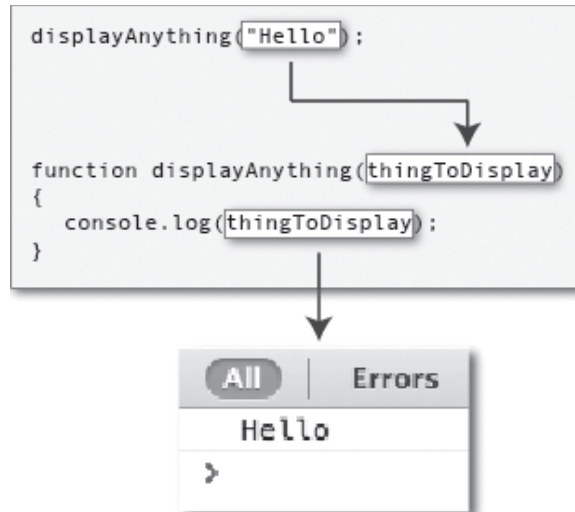 displayAnything("Hello");
function displayAnything(thingToDisplay)
{
console.log(thingToDisplay);
}
All Errors
Hello
>